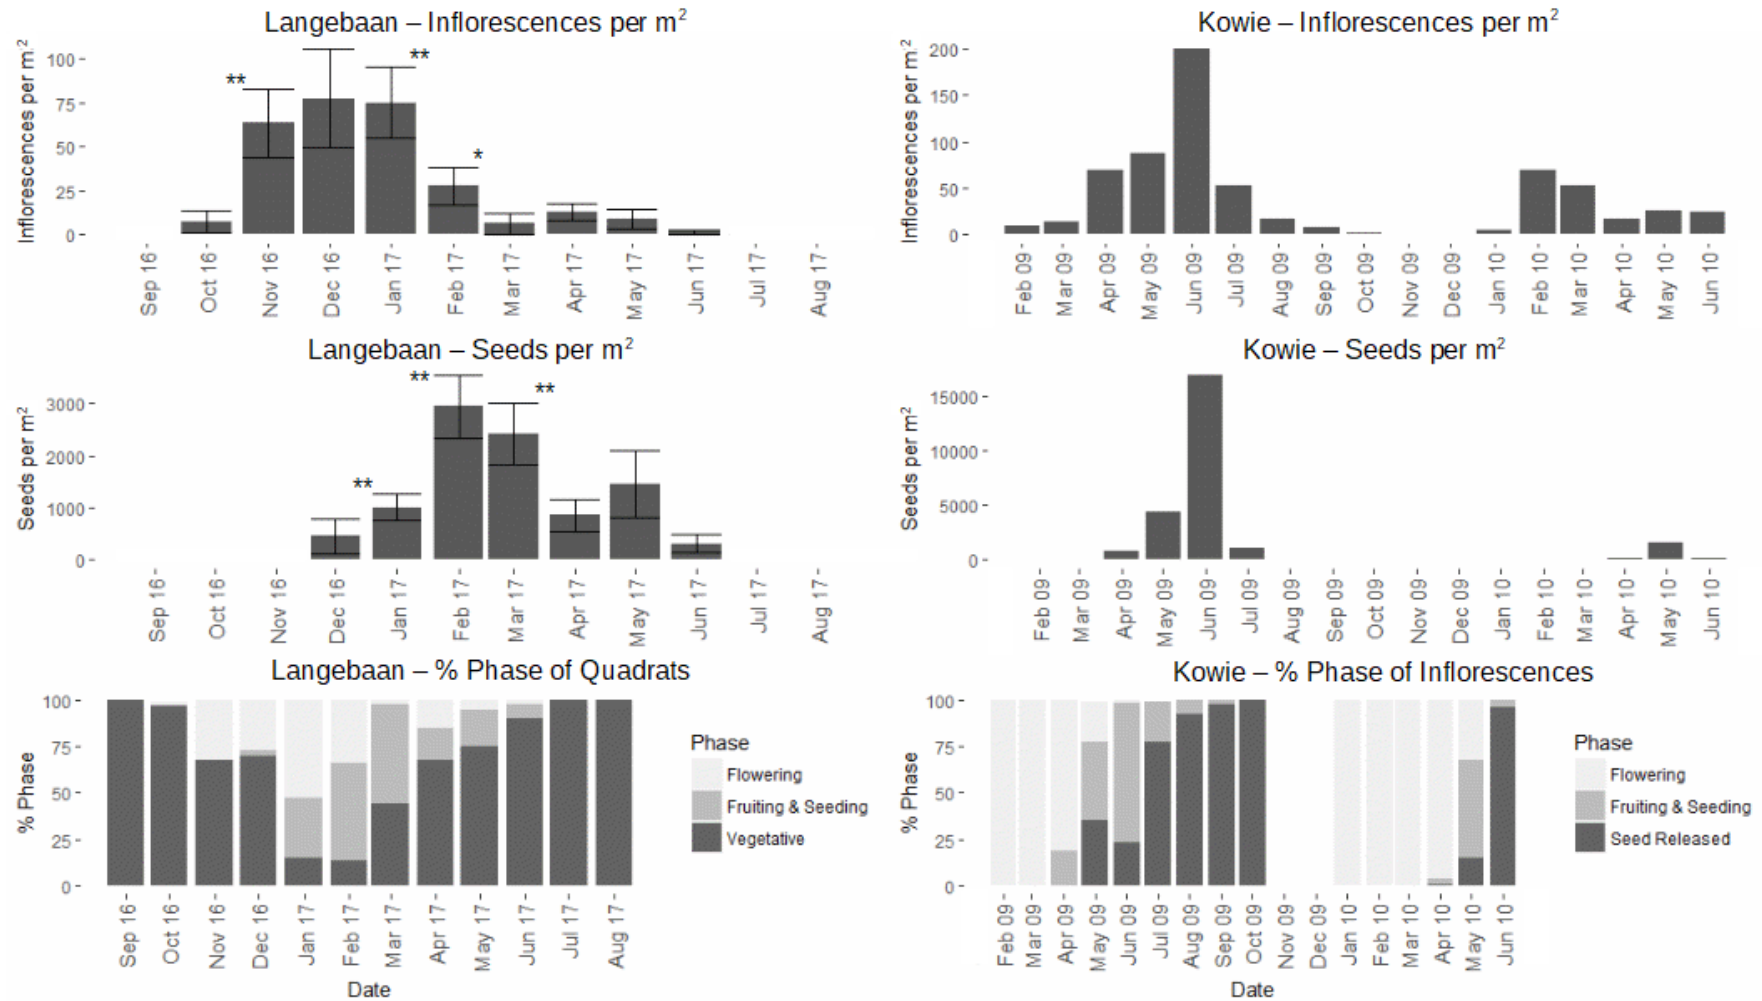 Langebaan – Inflorescences per m²
Inflorescences per m²
100
75
50
25
0
**
**
*
Sep 16
Oct 16
Nov 16
Dec 16
Jan 17
Feb 17
Mar 17
Apr 17
May 17
Jun 17
Jul 17
Aug 17
Kowie – Inflorescences per m²
Inflorescences per m²
200
150
100
50
0
Feb 09
Mar 09
Apr 09
May 09
Jun 09
Jul 09
Aug 09
Sep 09
Oct 09
Nov 09
Dec 09
Jan 10
Feb 10
Mar 10
Apr 10
May 10
Jun 10
Langebaan – Seeds per m²
Seeds per m²
3000
2000
1000
0
**
**
**
Sep 16
Oct 16
Nov 16
Dec 16
Jan 17
Feb 17
Mar 17
Apr 17
May 17
Jun 17
Jul 17
Aug 17
Kowie – Seeds per m²
Seeds per m²
15000
10000
5000
0
Feb 09
Mar 09
Apr 09
May 09
Jun 09
Jul 09
Aug 09
Sep 09
Oct 09
Nov 09
Dec 09
Jan 10
Feb 10
Mar 10
Apr 10
May 10
Jun 10
Langebaan – % Phase of Quadrats
% Phase
100
75
50
25
0
Sep 16
Oct 16
Nov 16
Dec 16
Jan 17
Feb 17
Mar 17
Apr 17
May 17
Jun 17
Jul 17
Aug 17
Date
Phase
Flowering
Fruiting & Seeding
Vegetative
Kowie – % Phase of Inflorescences
% Phase
100
75
50
25
0
Feb 09
Mar 09
Apr 09
May 09
Jun 09
Jul 09
Aug 09
Sep 09
Oct 09
Nov 09
Dec 09
Jan 10
Feb 10
Mar 10
Apr 10
May 10
Jun 10
Date
Phase
Flowering
Fruiting & Seeding
Seed Released